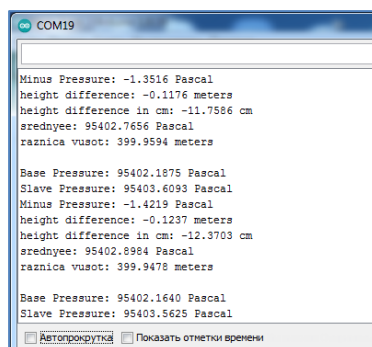 COM19
Minus Pressure: -1.3516 Pascal
height difference: -0.1176 meters
height difference in cm: -11.7586 cm
srednyee: 95402.7656 Pascal
raznica vusot: 399.9594 meters
Base Pressure: 95402.1875 Pascal
Slave Pressure: 95403.6093 Pascal
Minus Pressure: -1.4219 Pascal
height difference: -0.1237 meters
height difference in cm: -12.3703 cm
srednyee: 95402.8984 Pascal
raznica vusot: 399.9478 meters
Base Pressure: 95402.1640 Pascal
Slave Pressure: 95403.5625 Pascal
Автопрокрутка Показать отметки времени